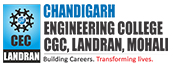 CEC
LANDRAN
CHANDIGARH
ENGINEERING COLLEGE
CGC, LANDRAN, MOHALI
Building Careers. Transforming lives.